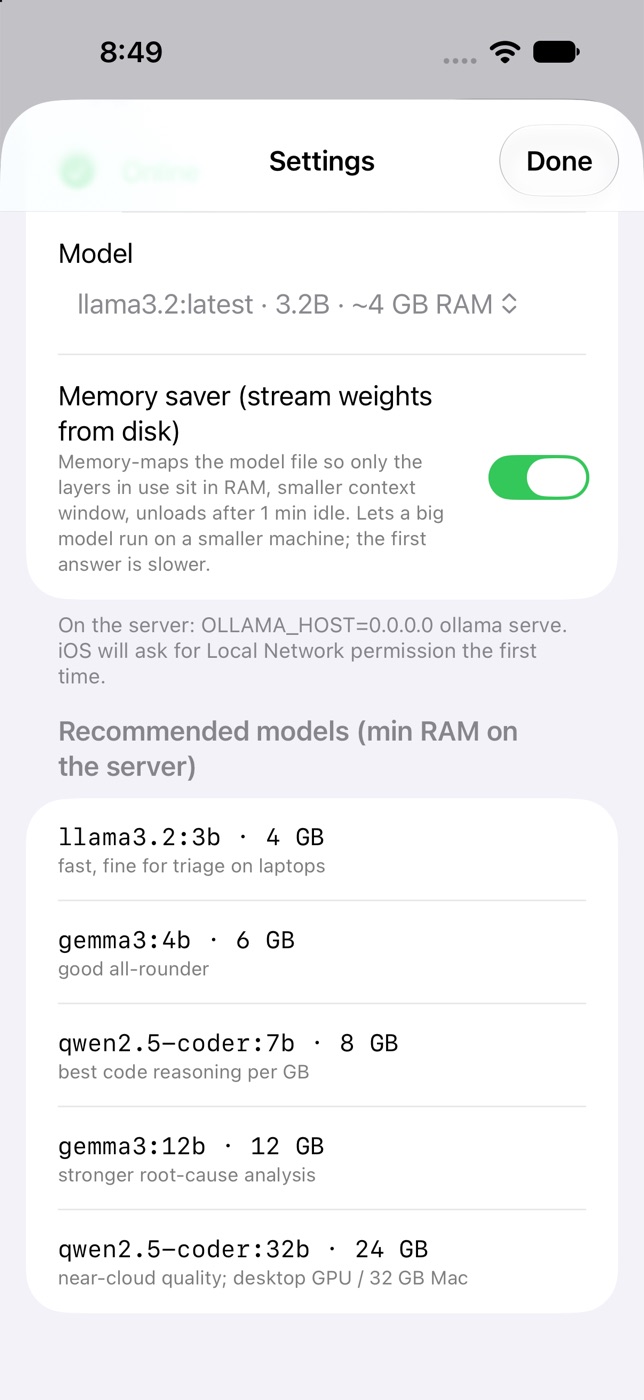 8:49
Online
Settings
Done
Model
llama3.2:latest · 3.2B · ~4 GB RAM
Memory saver (stream weights
from disk)
Memory-maps the model file so only the
layers in use sit in RAM, smaller context
window, unloads after 1 min idle. Lets a big
model run on a smaller machine; the first
answer is slower.
On the server: OLLAMA_HOST=0.0.0.0 ollama serve.
iOS will ask for Local Network permission the first
time.
Recommended models (min RAM on
the server)
llama3.2:3b · 4 GB
fast, fine for triage on laptops
gemma3:4b · 6 GB
good all-rounder
qwen2.5-coder:7b · 8 GB
best code reasoning per GB
gemma3:12b · 12 GB
stronger root-cause analysis
qwen2.5-coder:32b · 24 GB
near-cloud quality; desktop GPU / 32 GB Mac